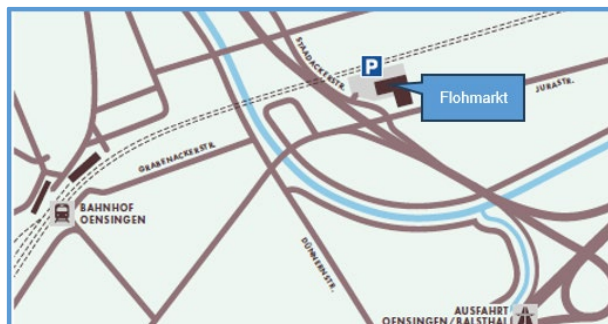 STAADACKERSTR.
P
Flohmarkt
JURASTR.
GRABENACKERSTR.
BAHNHOF
OENSINGEN
DÜNNERNSTR.
AUSFAHRT
OENSINGEN/BALSTHAL